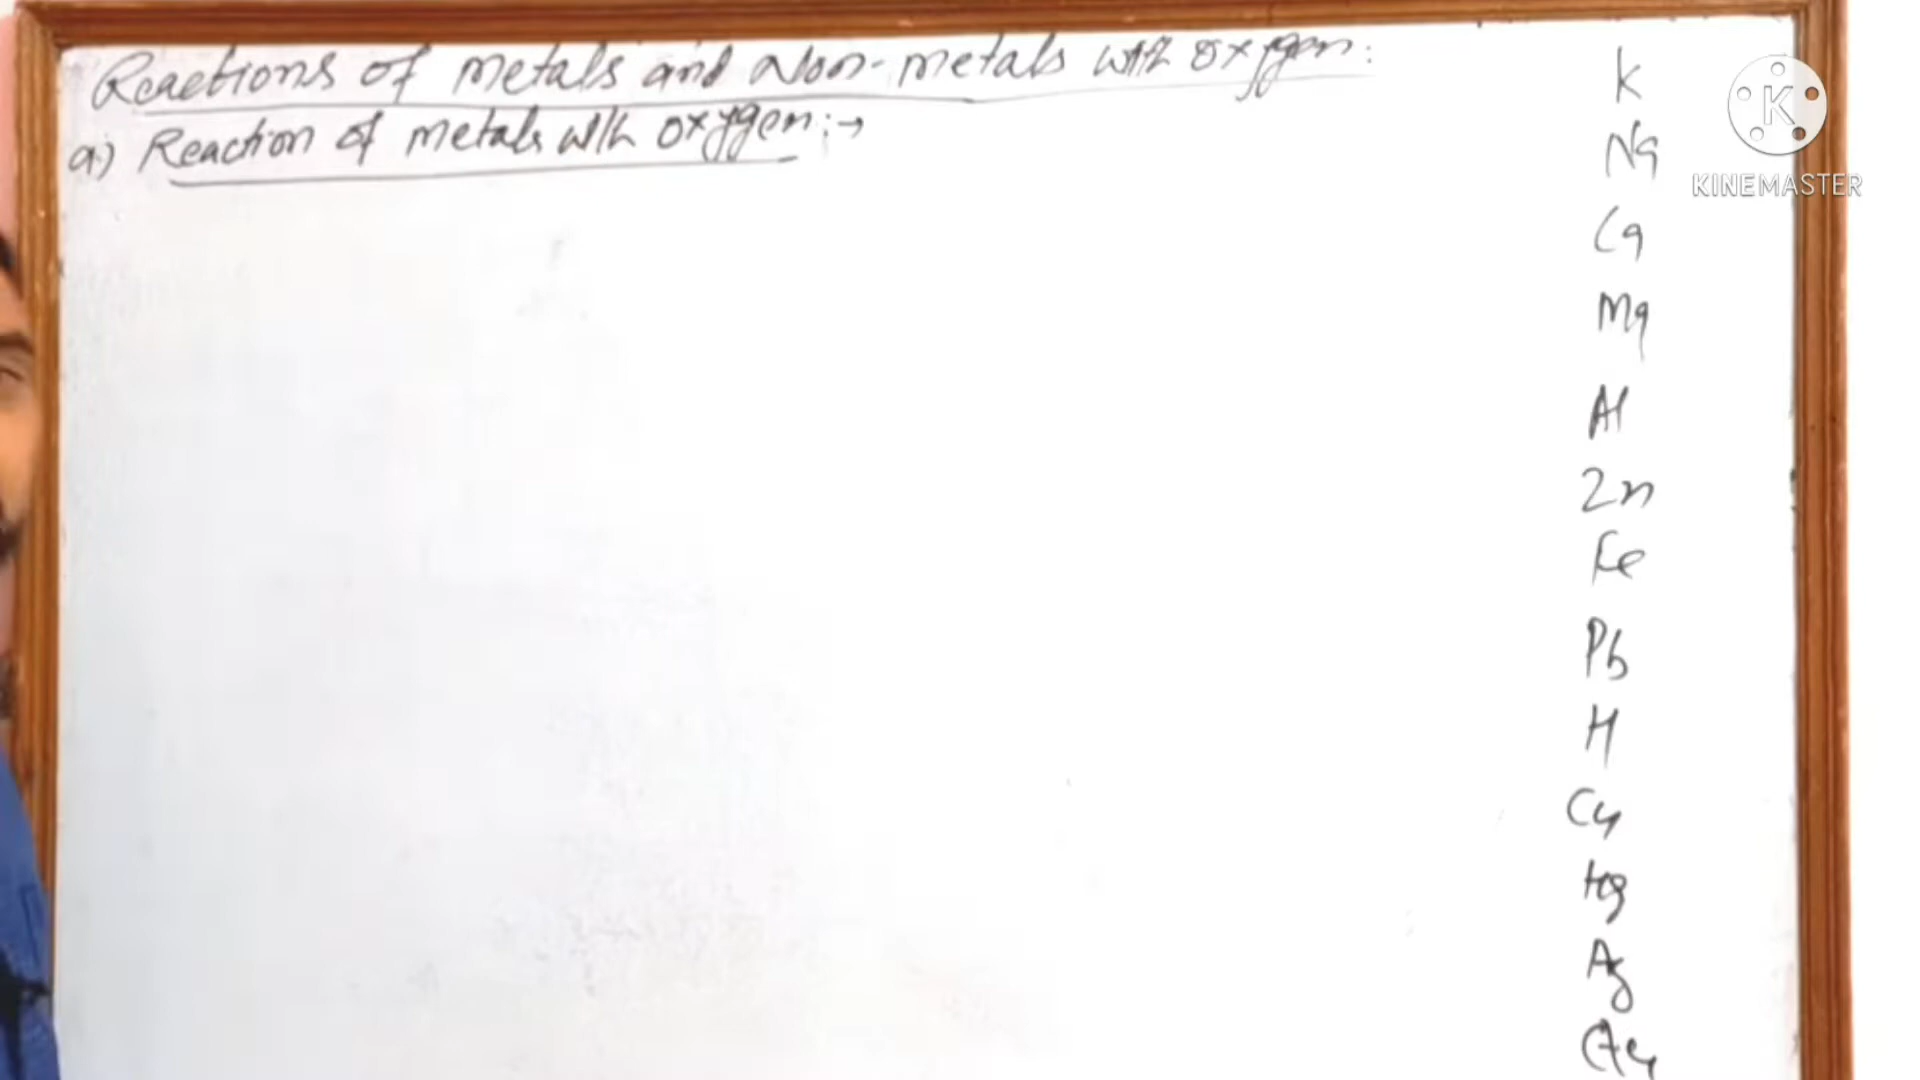 Reactions of metals and Non-metals with oxygen:
a) Reaction of metals with oxygen:→
K
Na
Ca
Mg
Al
Zn
Fe
Pb
H
Cu
Hg
Ag
Au
K
KINEMASTER